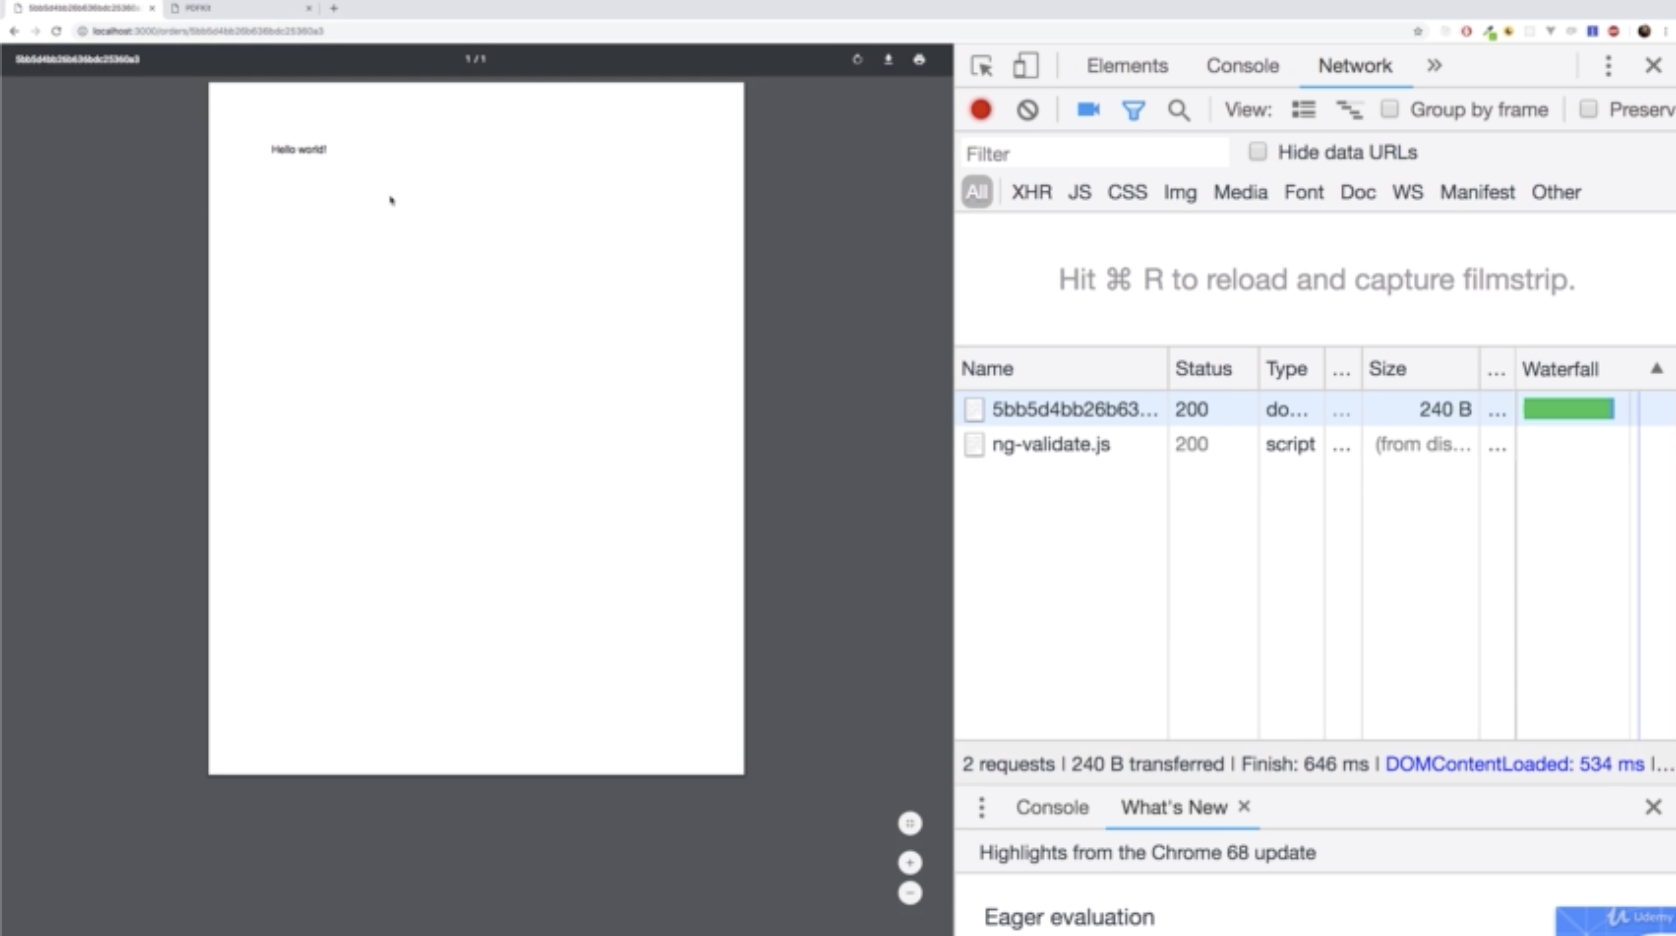 5bb5d4bb26b636bdc25360a
PDFKit
localhost:3000/orders/5bb5d4bb26b636bdc25360a3
5bb5d4bb26b636bdc25360a3
1 / 1
Hello world!
Elements Console Network »
View: Group by frame Preserv
Filter Hide data URLs
All XHR JS CSS Img Media Font Doc WS Manifest Other
Hit ⌘ R to reload and capture filmstrip.
Name Status Type ... Size ... Waterfall ▲
5bb5d4bb26b63... 200 do... ... 240 B ...
ng-validate.js 200 script ... (from dis... ...
2 requests | 240 B transferred | Finish: 646 ms | DOMContentLoaded: 534 ms |...
Console What's New ×
Highlights from the Chrome 68 update
Eager evaluation
Udemy